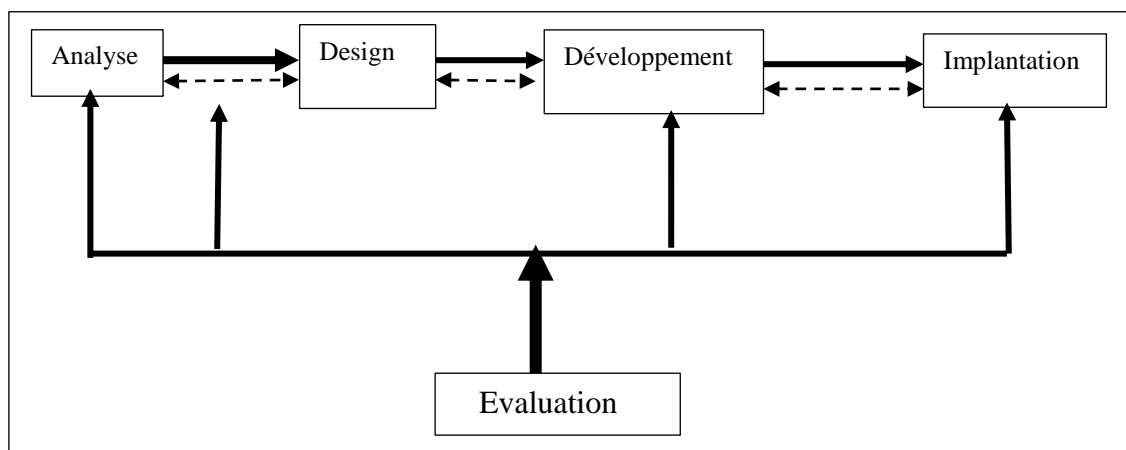 Analyse
Design
Développement
Implantation
Evaluation